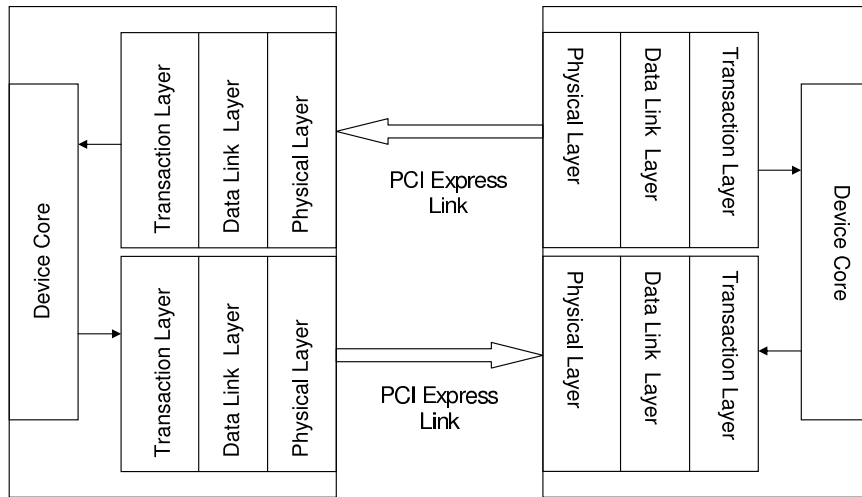 Device Core
Transaction Layer
Data Link Layer
Physical Layer
PCI Express
Link
Physical Layer
Data Link Layer
Transaction Layer
Device Core
Transaction Layer
Data Link Layer
Physical Layer
PCI Express
Link
Physical Layer
Data Link Layer
Transaction Layer